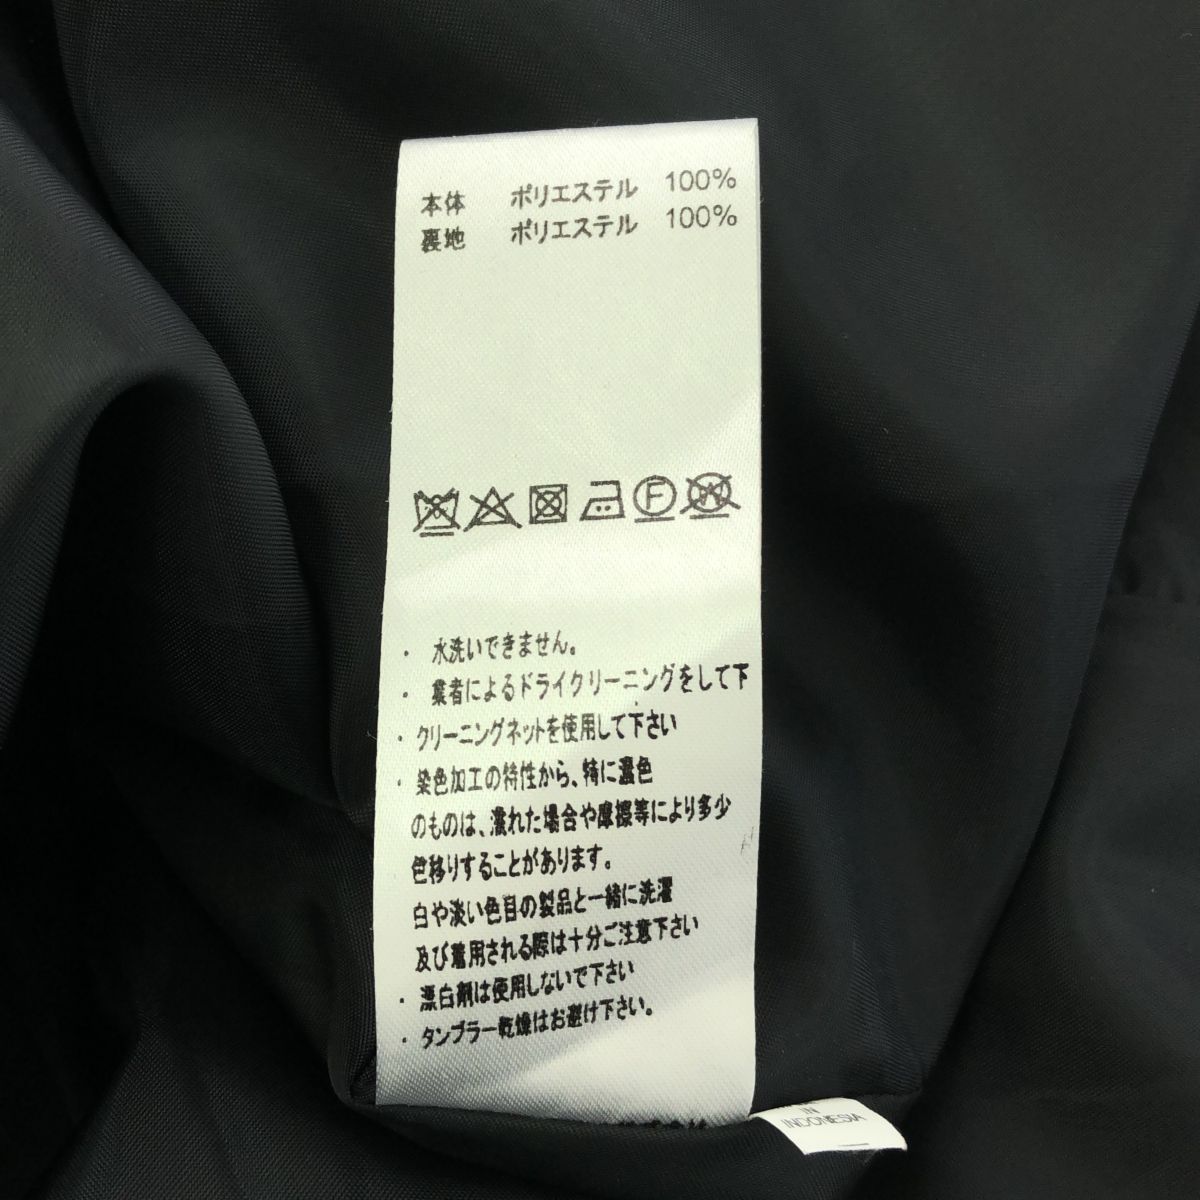 本体 ポリエステル 100%
裏地 ポリエステル 100%
F
W
・ 水洗いできません。
・ 業者によるドライクリーニングをして下
・ クリーニングネットを使用して下さい
・ 染色加工の特性から、特に濃色
のものは、濡れた場合や摩擦等により多少
色移りすることがあります。
白や淡い色目の製品と一緒に洗濯
及び着用される際は十分ご注意下さい
・ 漂白剤は使用しないで下さい
・ タンブラー乾燥はお避け下さい。
IN
INDONESIA